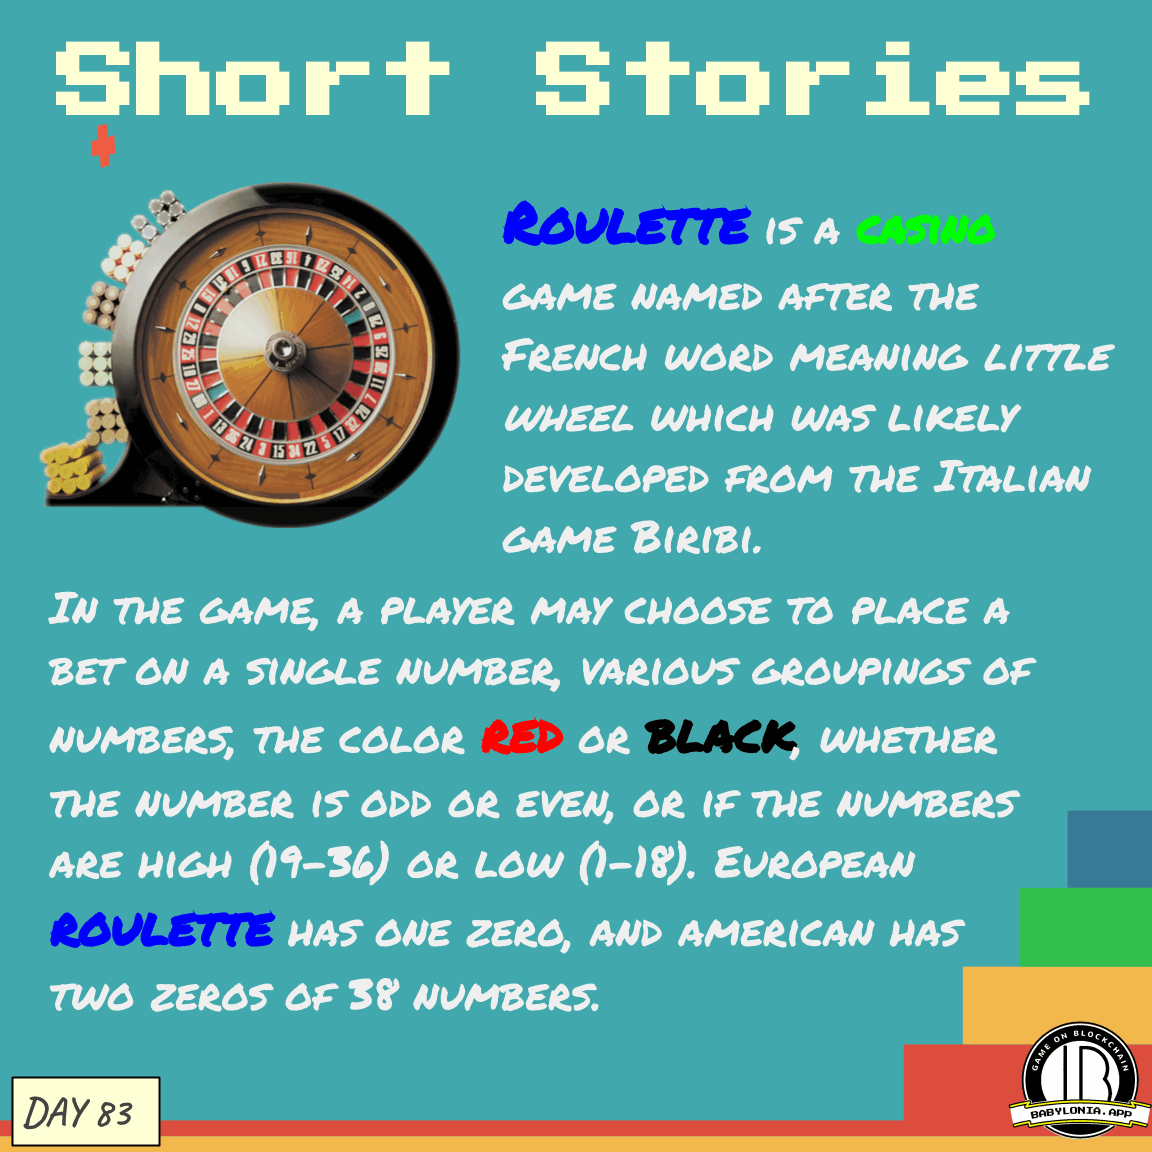 Short Stories
ROULETTE IS A CASINO
GAME NAMED AFTER THE
FRENCH WORD MEANING LITTLE
WHEEL WHICH WAS LIKELY
DEVELOPED FROM THE ITALIAN
GAME BIRIBI.
IN THE GAME, A PLAYER MAY CHOOSE TO PLACE A
BET ON A SINGLE NUMBER, VARIOUS GROUPINGS OF
NUMBERS, THE COLOR RED OR BLACK, WHETHER
THE NUMBER IS ODD OR EVEN, OR IF THE NUMBERS
ARE HIGH (19-36) OR LOW (1-18). EUROPEAN
ROULETTE HAS ONE ZERO, AND AMERICAN HAS
TWO ZEROS OF 38 NUMBERS.
DAY 83
GAME ON BLOCKCHAIN
BABYLONIA.APP